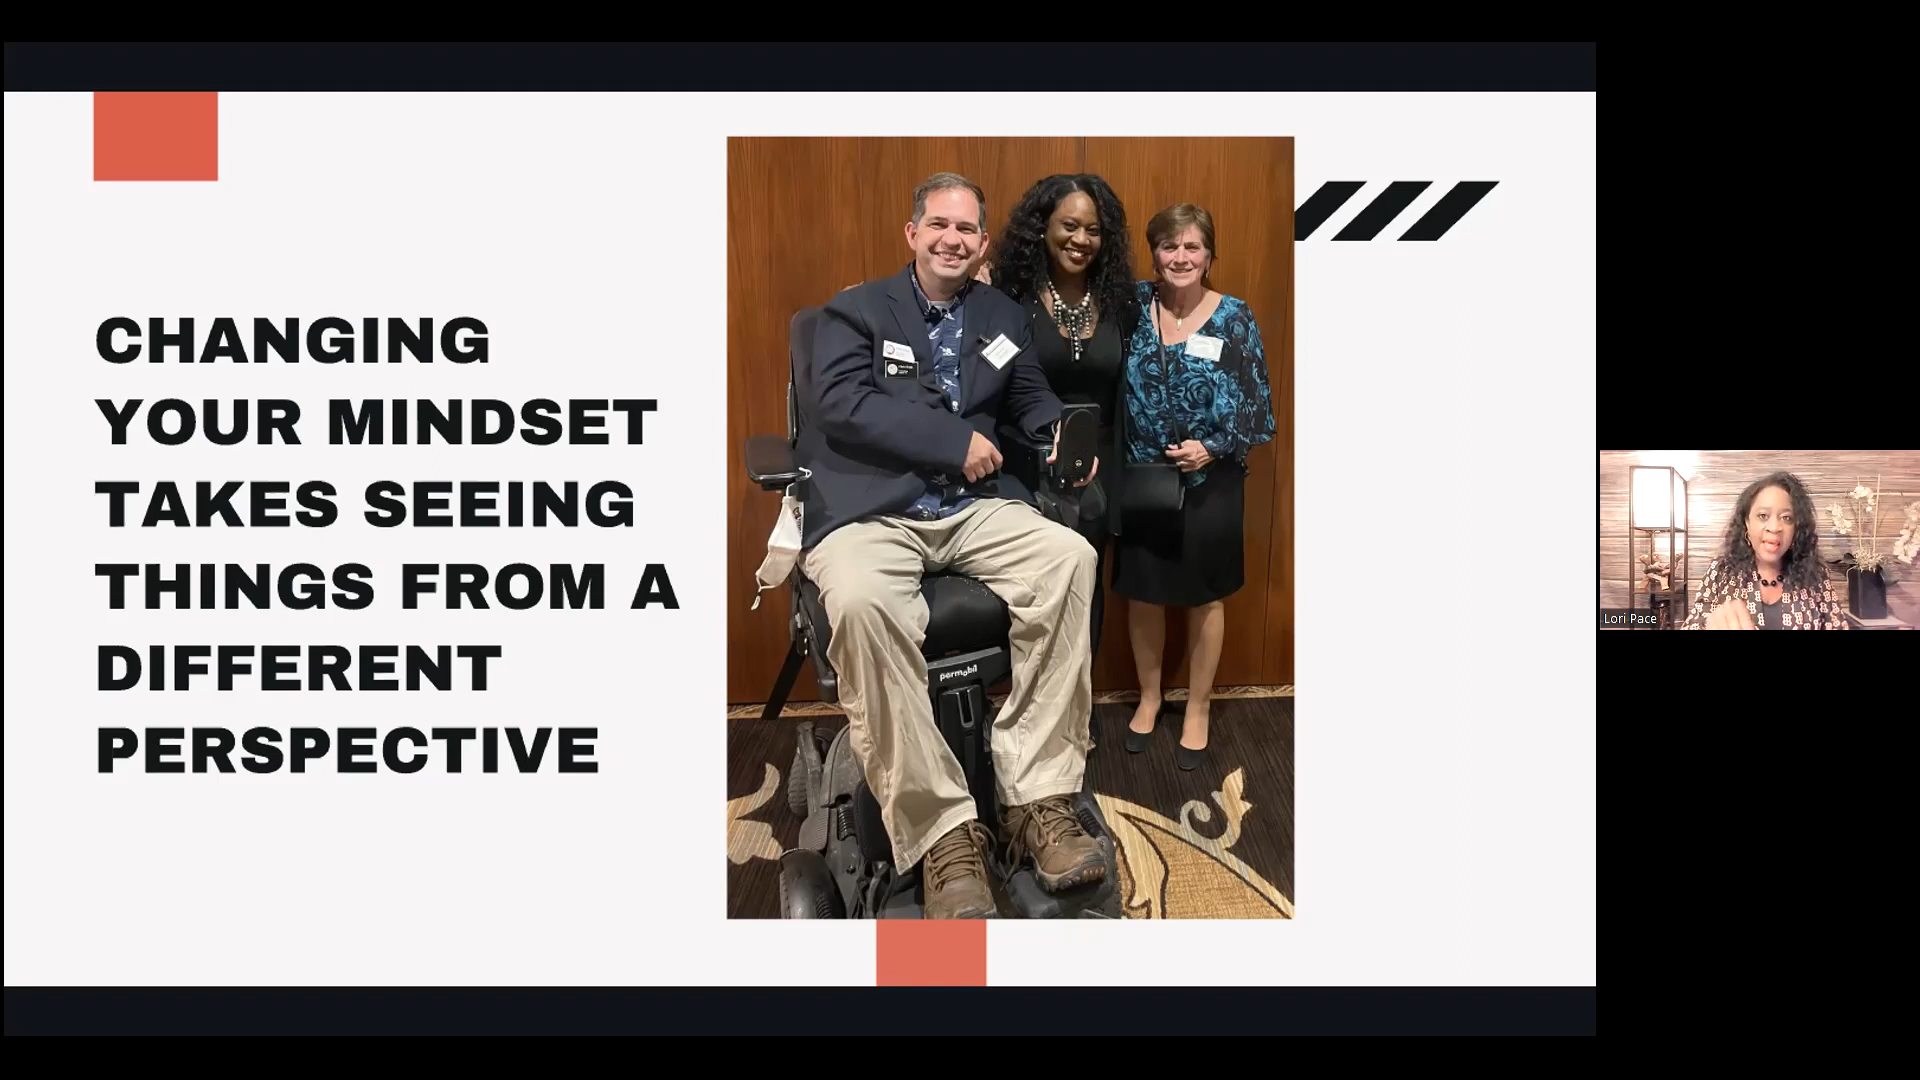 CHANGING
YOUR MINDSET
TAKES SEEING
THINGS FROM A
DIFFERENT
PERSPECTIVE
permobil
Lori Pace